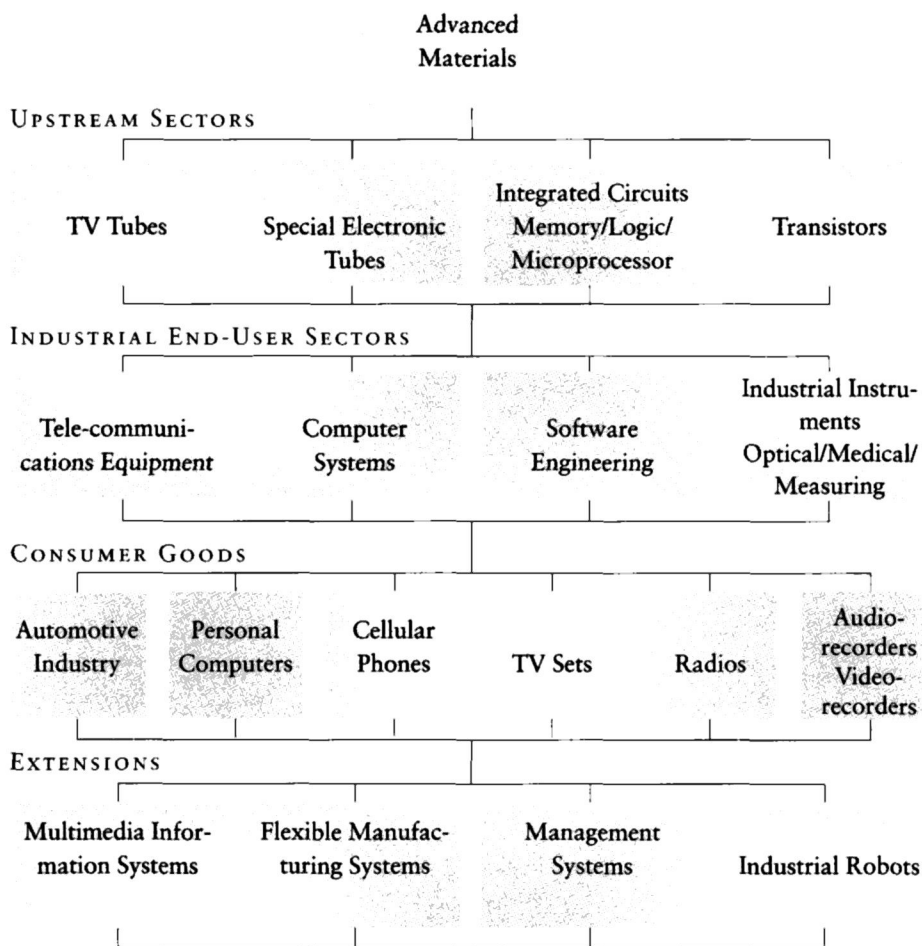 Advanced
Materials
UPSTREAM SECTORS
TV Tubes
Special Electronic
Tubes
Integrated Circuits
Memory/Logic/
Microprocessor
Transistors
INDUSTRIAL END-USER SECTORS
Tele-communi-
cations Equipment
Computer
Systems
Software
Engineering
Industrial Instru-
ments
Optical/Medical/
Measuring
CONSUMER GOODS
Automotive
Industry
Personal
Computers
Cellular
Phones
TV Sets
Radios
Audio-
recorders
Video-
recorders
EXTENSIONS
Multimedia Infor-
mation Systems
Flexible Manufac-
turing Systems
Management
Systems
Industrial Robots